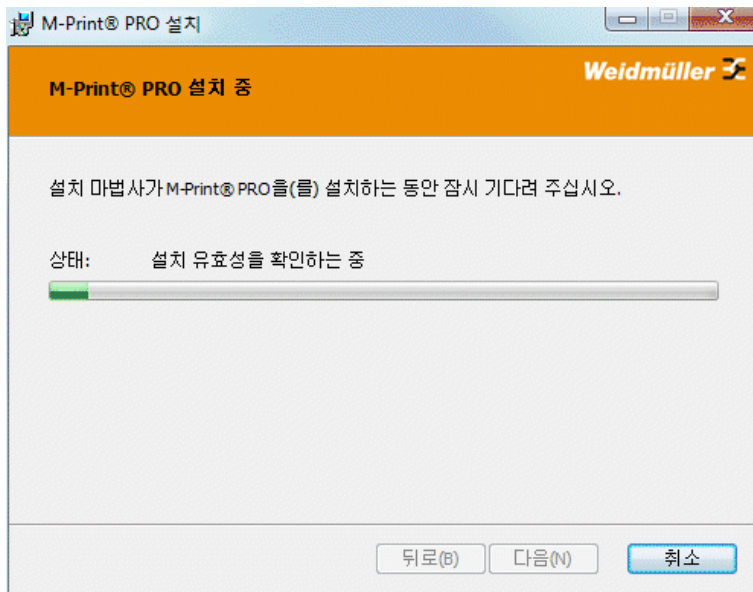 M-Print® PRO 설치
Weidmüller
M-Print® PRO 설치 중
설치 마법사가 M-Print® PRO을(를) 설치하는 동안 잠시 기다려 주십시오.
상태: 설치 유효성을 확인하는 중
뒤로(B) 다음(N) 취소